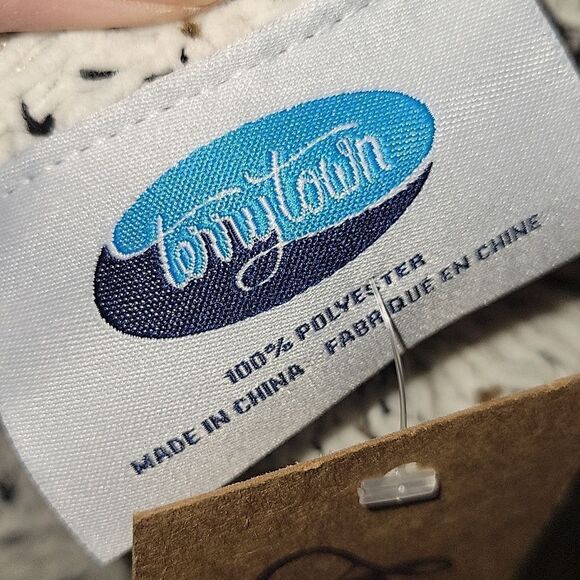 terrytown
100% POLYESTER
MADE IN CHINA · FABRIQUE EN CHINE